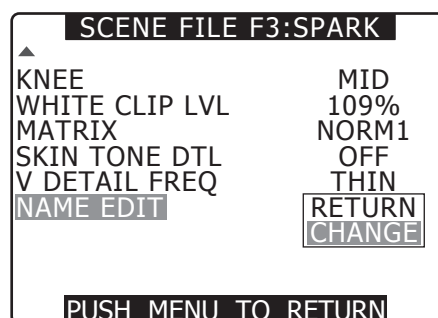 SCENE FILE F3:SPARK
KNEE MID
WHITE CLIP LVL 109%
MATRIX NORM1
SKIN TONE DTL OFF
V DETAIL FREQ THIN
NAME EDIT RETURN
CHANGE
PUSH MENU TO RETURN